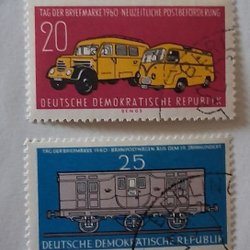 TAG DER BRIEFMARKE 1960 NEUZEITLICHE POSTBEFÖRDERUNG
20
DEUTSCHE DEMOKRATISCHE REPUBLIK
BENGS
25
TAG DER BRIEFMARKE 1960 BAHNPOSTWAGEN AUS DEM 19. JAHRHUNDERT
DEUTSCHE DEMOKRATISCHE REPUBLIK